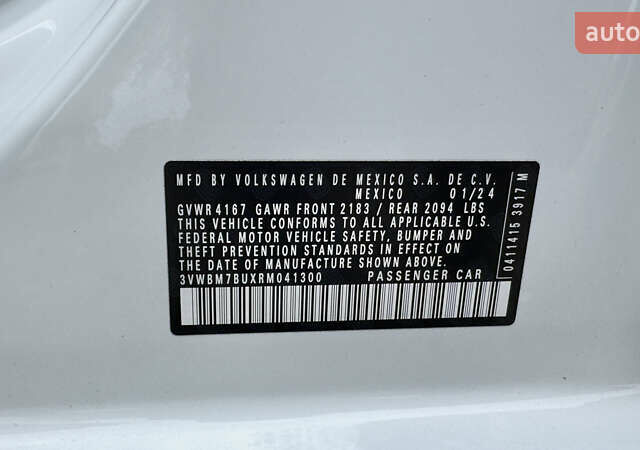 auto
MFD BY VOLKSWAGEN DE MEXICO S.A. DE C.V.
MEXICO 01/24
GVWR 4167 GAWR FRONT 2183 / REAR 2094 LBS
THIS VEHICLE CONFORMS TO ALL APPLICABLE U.S.
FEDERAL MOTOR VEHICLE SAFETY, BUMPER AND
THEFT PREVENTION STANDARDS IN EFFECT ON
THE DATE OF MANUFACTURE SHOWN ABOVE.
3VWBM7BUXRM041300 PASSENGER CAR
0411415 3917 M